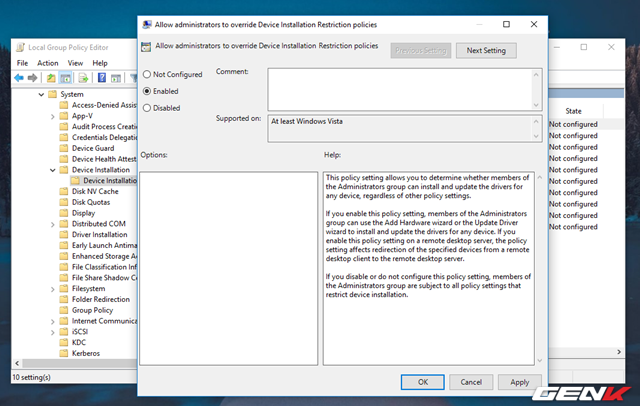 Allow administrators to override Device Installation Restriction policies
Allow administrators to override Device Installation Restriction policies
Previous Setting
Next Setting
Not Configured
Enabled
Disabled
Comment:
Supported on:
At least Windows Vista
Options:
Help:
This policy setting allows you to determine whether members of
the Administrators group can install and update the drivers for
any device, regardless of other policy settings.
If you enable this policy setting, members of the Administrators
group can use the Add Hardware wizard or the Update Driver
wizard to install and update the drivers for any device. If you
enable this policy setting on a remote desktop server, the policy
setting affects redirection of the specified devices from a remote
desktop client to the remote desktop server.
If you disable or do not configure this policy setting, members of
the Administrators group are subject to all policy settings that
restrict device installation.
OK
Cancel
Apply
Local Group Policy Editor
File Action View Help
System
Access-Denied Assis
App-V
Audit Process Creatio
Credentials Delegatio
Device Guard
Device Health Attest
Device Installation
Device Installatio
Disk NV Cache
Disk Quotas
Display
Distributed COM
Driver Installation
Early Launch Antima
Enhanced Storage Ac
File Classification Inf
File Share Shadow C
Filesystem
Folder Redirection
Group Policy
Internet Communica
iSCSI
KDC
Kerberos
10 setting(s)
State
Not configured
Not configured
Not configured
Not configured
Not configured
Not configured
Not configured
Not configured
Not configured
Not configured
GENK